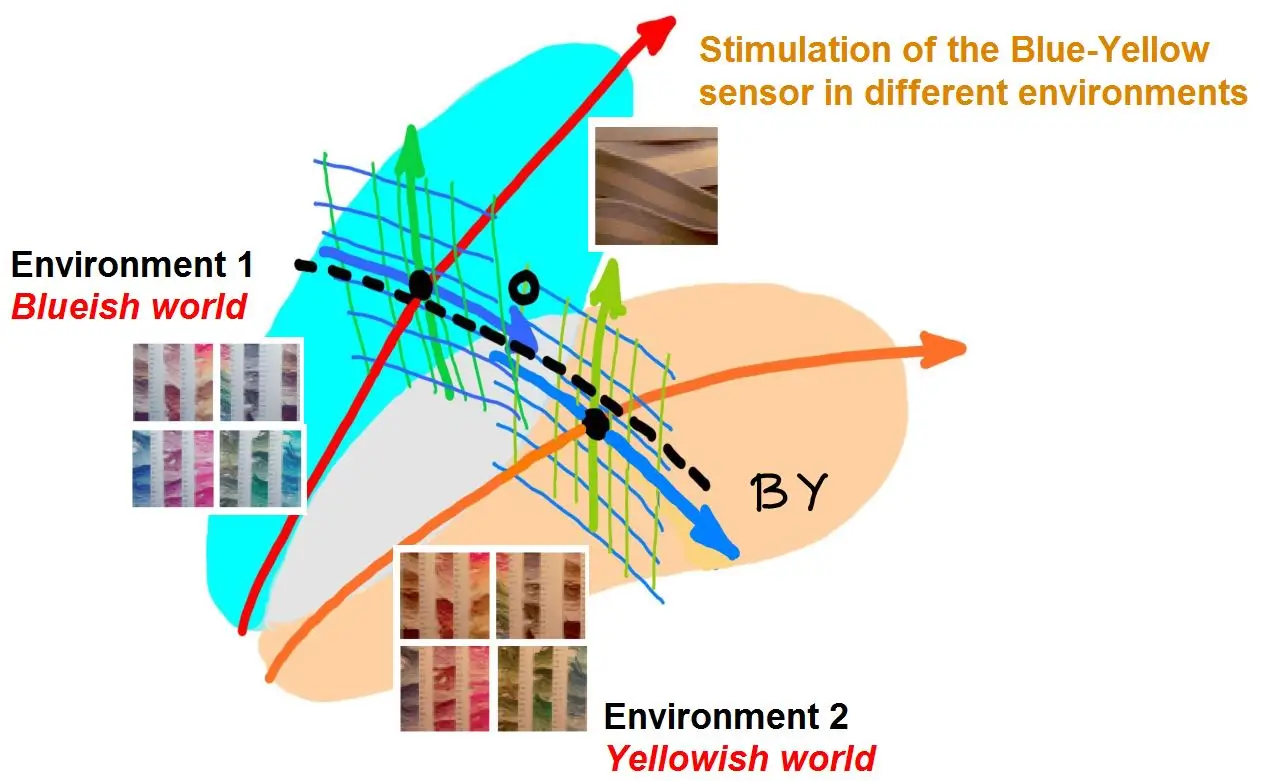 Stimulation of the Blue-Yellow
sensor in different environments
Environment 1
Blueish world
BY
Environment 2
Yellowish world